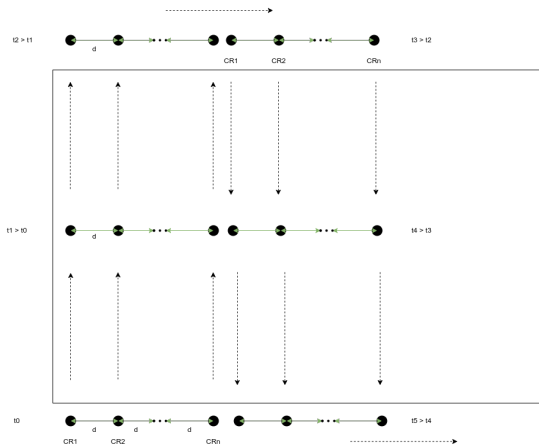 t2 > t1
t3 > t2
d
CR1
CR2
CRn
t1 > t0
d
t4 > t3
t0
d
d
d
t5 > t4
CR1
CR2
CRn